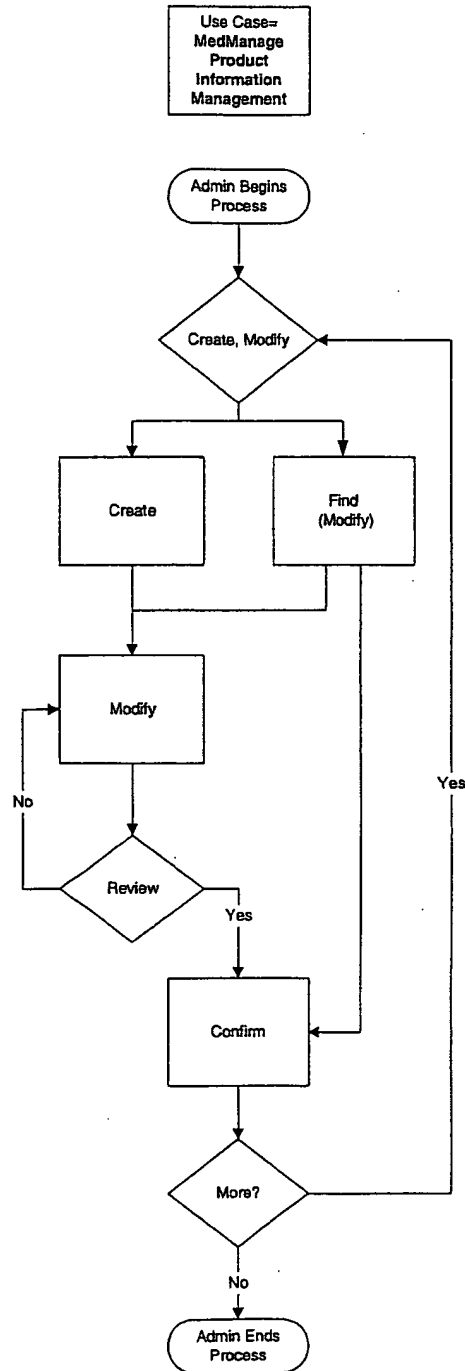 Use Case=
MedManage
Product
Information
Management
Admin Begins
Process
Create, Modify
Create
Find
(Modify)
Modify
No
Yes
Review
Yes
Confirm
More?
No
Admin Ends
Process